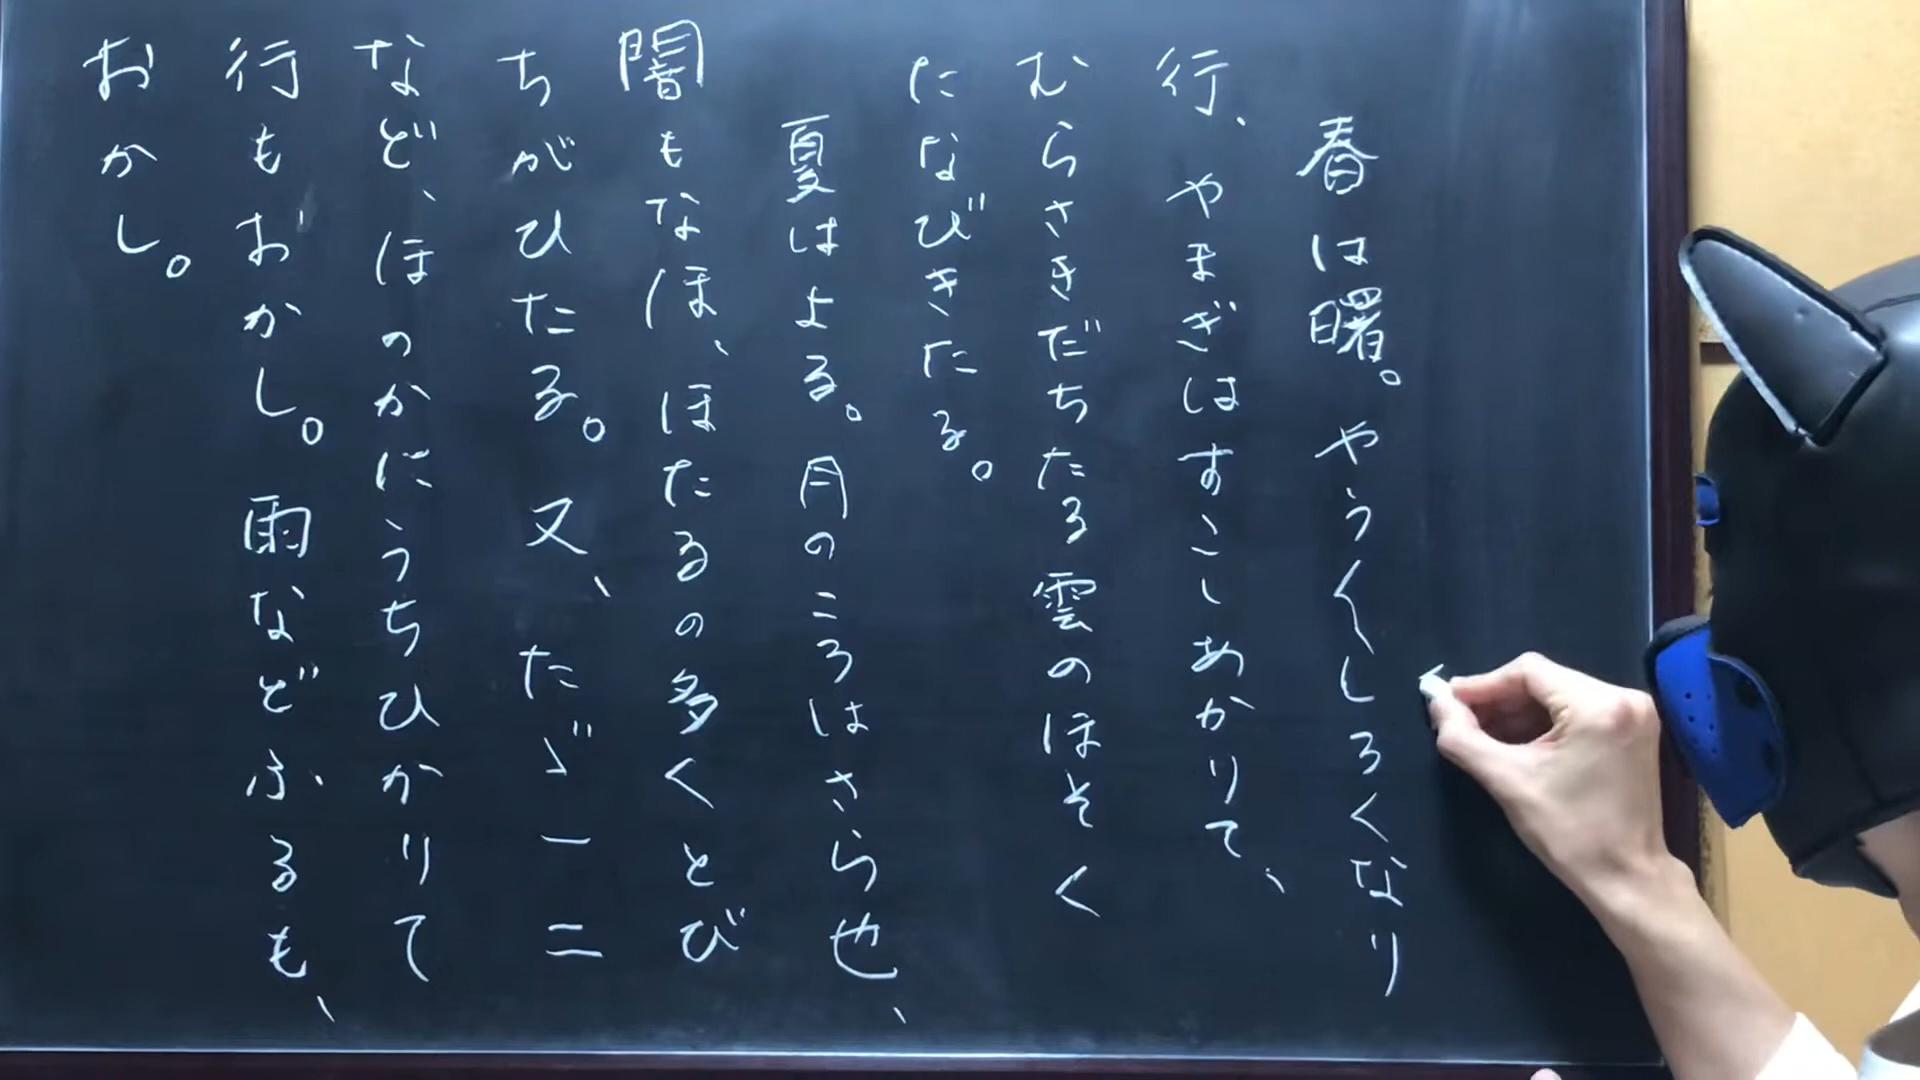 春は曙。やう〱しろくなり
行、やまぎはすこしあかりて、
むらさきだちたる雲のほそく
たなびきたる。
夏はよる。月のころはさら也、
闇もなほ、ほたるの多くとび
ちがひたる。又、たゞ一二
など、ほのかにうちひかりて
行もおかし。雨などふるも、
おかし。